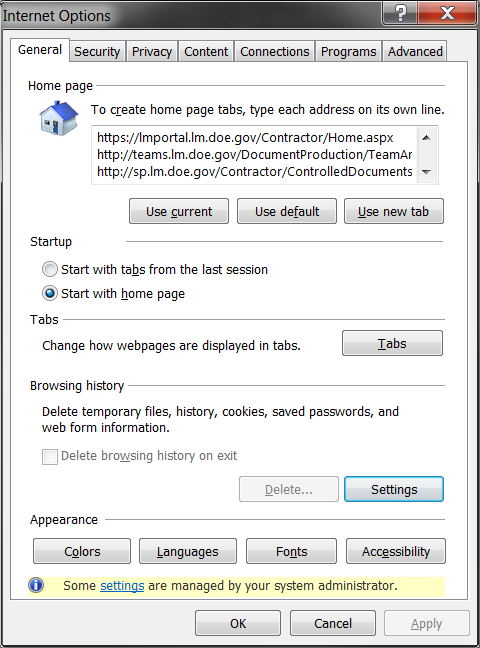 Internet Options
General Security Privacy Content Connections Programs Advanced
Home page
To create home page tabs, type each address on its own line.
https://lmportal.lm.doe.gov/Contractor/Home.aspx
http://teams.lm.doe.gov/DocumentProduction/TeamAr
http://sp.lm.doe.gov/Contractor/ControlledDocuments
Use current Use default Use new tab
Startup
Start with tabs from the last session
Start with home page
Tabs
Change how webpages are displayed in tabs. Tabs
Browsing history
Delete temporary files, history, cookies, saved passwords, and
web form information.
Delete browsing history on exit
Delete... Settings
Appearance
Colors Languages Fonts Accessibility
Some settings are managed by your system administrator.
OK Cancel Apply